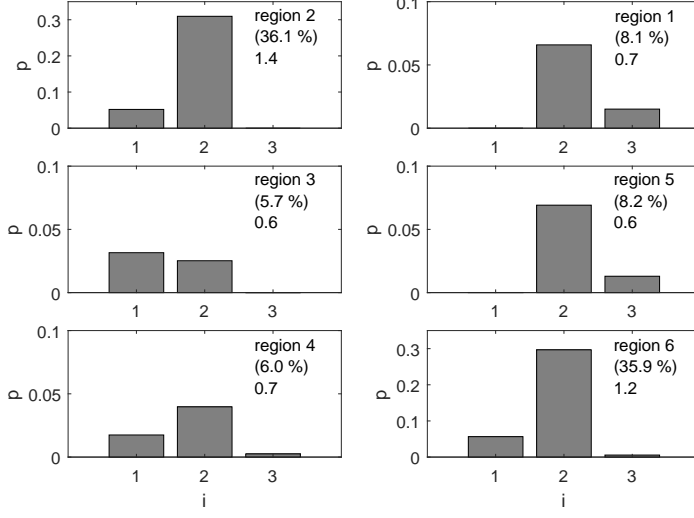 region 2
(36.1 %)
1.4
p
0.3
0.2
0.1
0
1 2 3
region 1
(8.1 %)
0.7
p
0.1
0.05
0
1 2 3
region 3
(5.7 %)
0.6
p
0.1
0.05
0
1 2 3
region 5
(8.2 %)
0.6
p
0.1
0.05
0
1 2 3
region 4
(6.0 %)
0.7
p
0.1
0.05
0
1 2 3
i
region 6
(35.9 %)
1.2
p
0.3
0.2
0.1
0
1 2 3
i